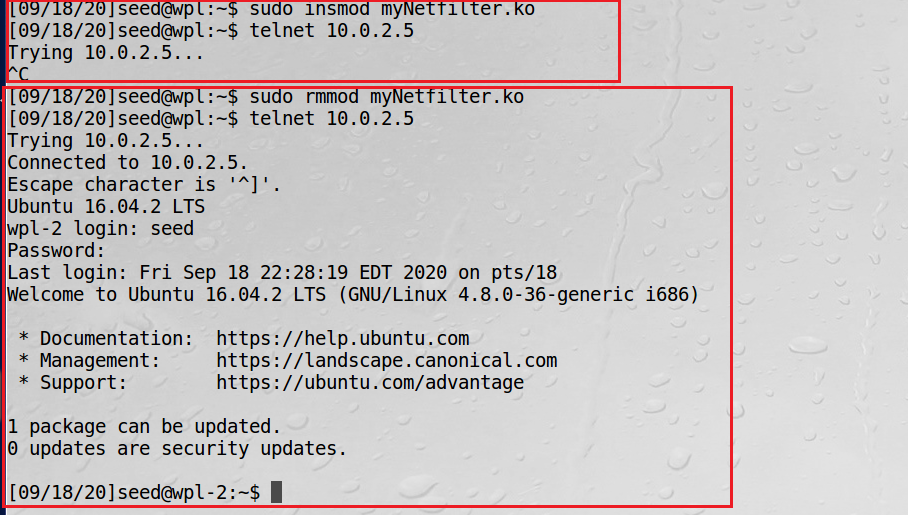 [09/18/20]seed@wpl:~$ sudo insmod myNetfilter.ko
[09/18/20]seed@wpl:~$ telnet 10.0.2.5
Trying 10.0.2.5...
^C
[09/18/20]seed@wpl:~$ sudo rmmod myNetfilter.ko
[09/18/20]seed@wpl:~$ telnet 10.0.2.5
Trying 10.0.2.5...
Connected to 10.0.2.5.
Escape character is '^]'.
Ubuntu 16.04.2 LTS
wpl-2 login: seed
Password:
Last login: Fri Sep 18 22:28:19 EDT 2020 on pts/18
Welcome to Ubuntu 16.04.2 LTS (GNU/Linux 4.8.0-36-generic i686)
* Documentation:  https://help.ubuntu.com
* Management:     https://landscape.canonical.com
* Support:        https://ubuntu.com/advantage
1 package can be updated.
0 updates are security updates.
[09/18/20]seed@wpl-2:~$